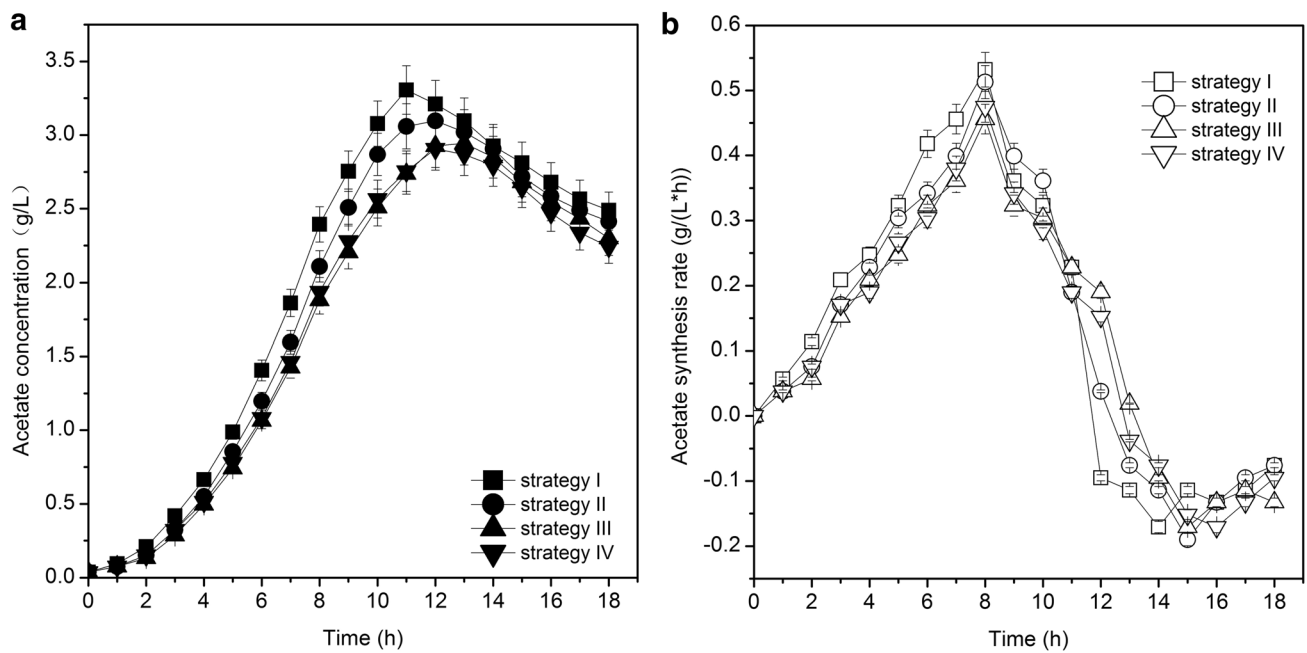 a
Acetate concentration（g/L）
3.5
3.0
2.5
2.0
1.5
1.0
0.5
0.0
strategy I
strategy II
strategy III
strategy IV
0 2 4 6 8 10 12 14 16 18
Time (h)
b
Acetate synthesis rate (g/(L*h))
0.6
0.5
0.4
0.3
0.2
0.1
0.0
-0.1
-0.2
strategy I
strategy II
strategy III
strategy IV
0 2 4 6 8 10 12 14 16 18
Time (h)